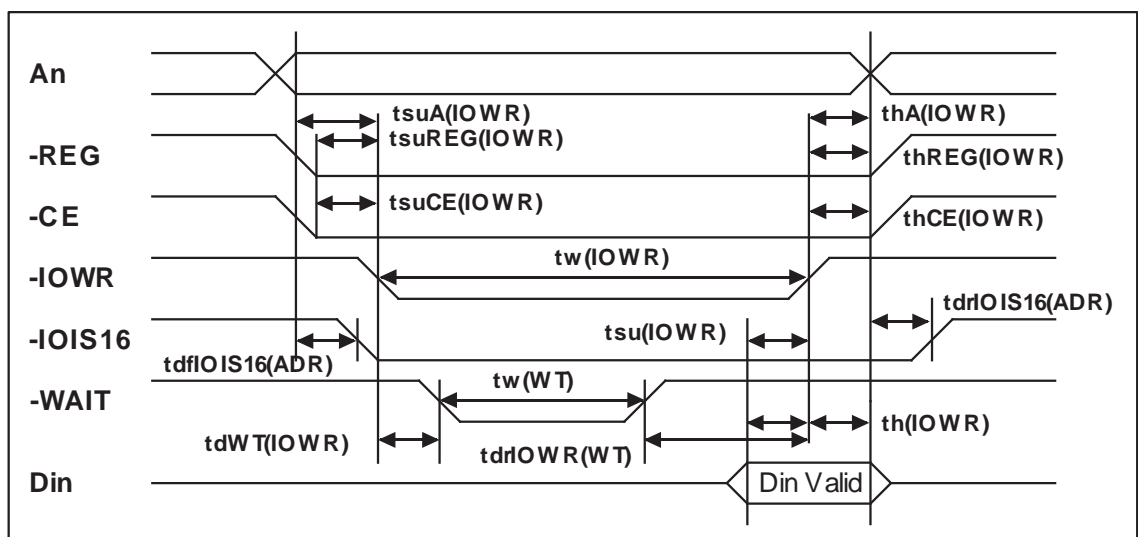 An
tsuA(IOWR)
thA(IOWR)
tsuREG(IOWR)
-REG
thREG(IOWR)
tsuCE(IOWR)
-CE
thCE(IOWR)
tw(IOWR)
-IOWR
tdrIOIS16(ADR)
tsu(IOWR)
-IOIS16
tdfIOIS16(ADR)
tw(WT)
-WAIT
th(IOWR)
tdWT(IOWR)
tdrIOWR(WT)
Din
Din Valid